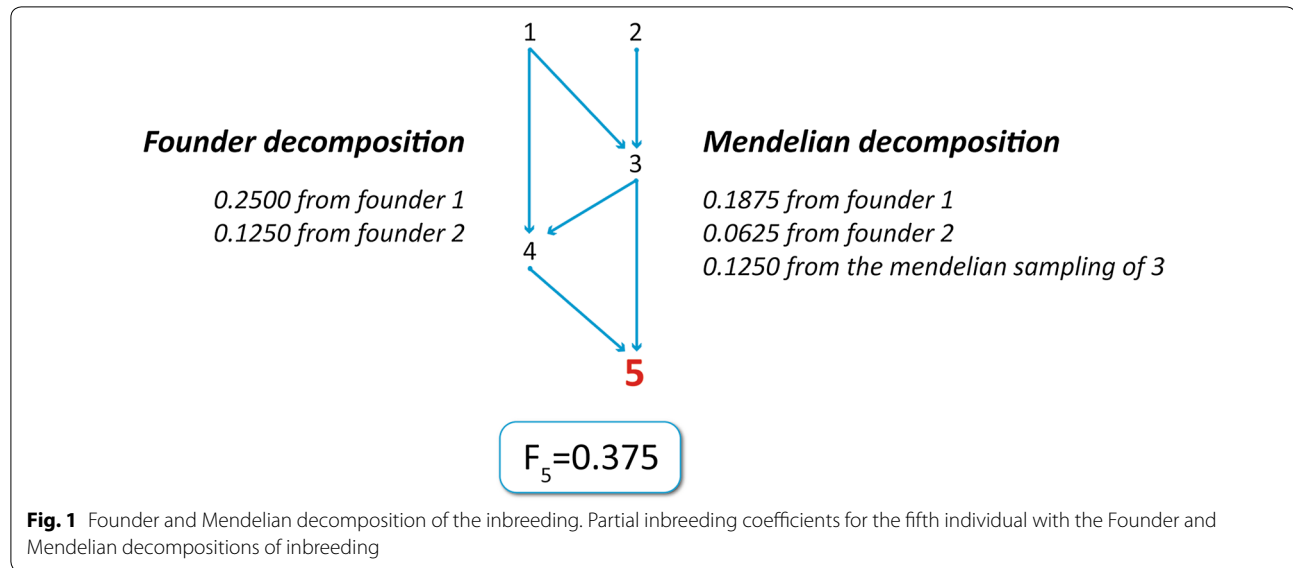 1 2
Founder decomposition
0.2500 from founder 1
0.1250 from founder 2
3
4
5
Mendelian decomposition
0.1875 from founder 1
0.0625 from founder 2
0.1250 from the mendelian sampling of 3
F5=0.375
Fig. 1 Founder and Mendelian decomposition of the inbreeding. Partial inbreeding coefficients for the fifth individual with the Founder and
Mendelian decompositions of inbreeding